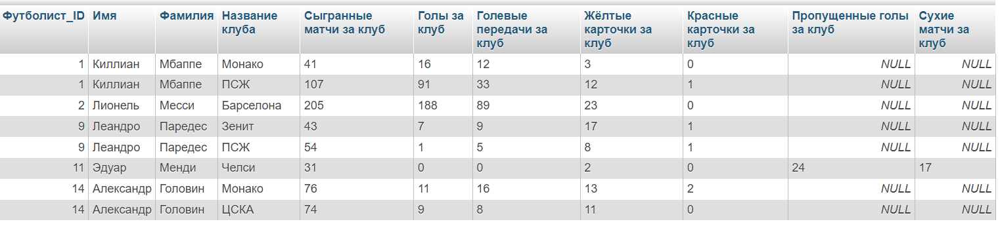 Футболист_ID Имя Фамилия Название клуба Сыгранные матчи за клуб Голы за клуб Голевые передачи за клуб Жёлтые карточки за клуб Красные карточки за клуб Пропущенные голы за клуб Сухие матчи за клуб
1 Киллиан Мбаппе Монако 41 16 12 3 0 NULL NULL
1 Киллиан Мбаппе ПСЖ 107 91 33 12 1 NULL NULL
2 Лионель Месси Барселона 205 188 89 23 0 NULL NULL
9 Леандро Паредес Зенит 43 7 9 17 1 NULL NULL
9 Леандро Паредес ПСЖ 54 1 5 8 1 NULL NULL
11 Эдуар Менди Челси 31 0 0 2 0 24 17
14 Александр Головин Монако 76 11 16 13 2 NULL NULL
14 Александр Головин ЦСКА 74 9 8 11 0 NULL NULL